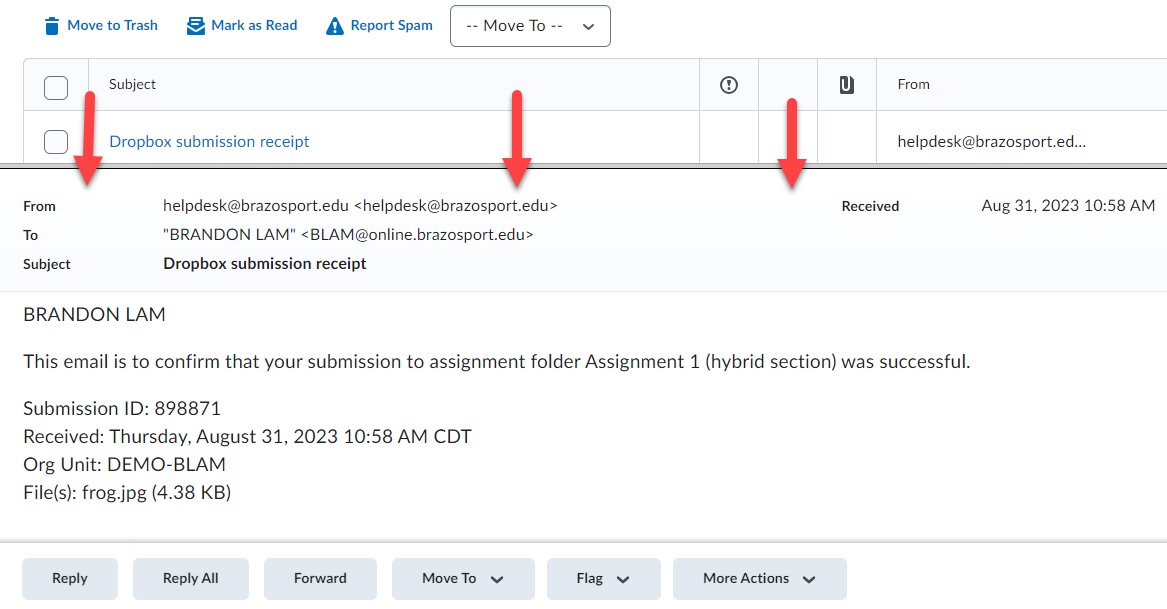 Move to Trash Mark as Read Report Spam -- Move To --
Subject From
Dropbox submission receipt helpdesk@brazosport.ed...
From helpdesk@brazosport.edu <helpdesk@brazosport.edu> Received Aug 31, 2023 10:58 AM
To "BRANDON LAM" <BLAM@online.brazosport.edu>
Subject Dropbox submission receipt
BRANDON LAM
This email is to confirm that your submission to assignment folder Assignment 1 (hybrid section) was successful.
Submission ID: 898871
Received: Thursday, August 31, 2023 10:58 AM CDT
Org Unit: DEMO-BLAM
File(s): frog.jpg (4.38 KB)
Reply Reply All Forward Move To Flag More Actions